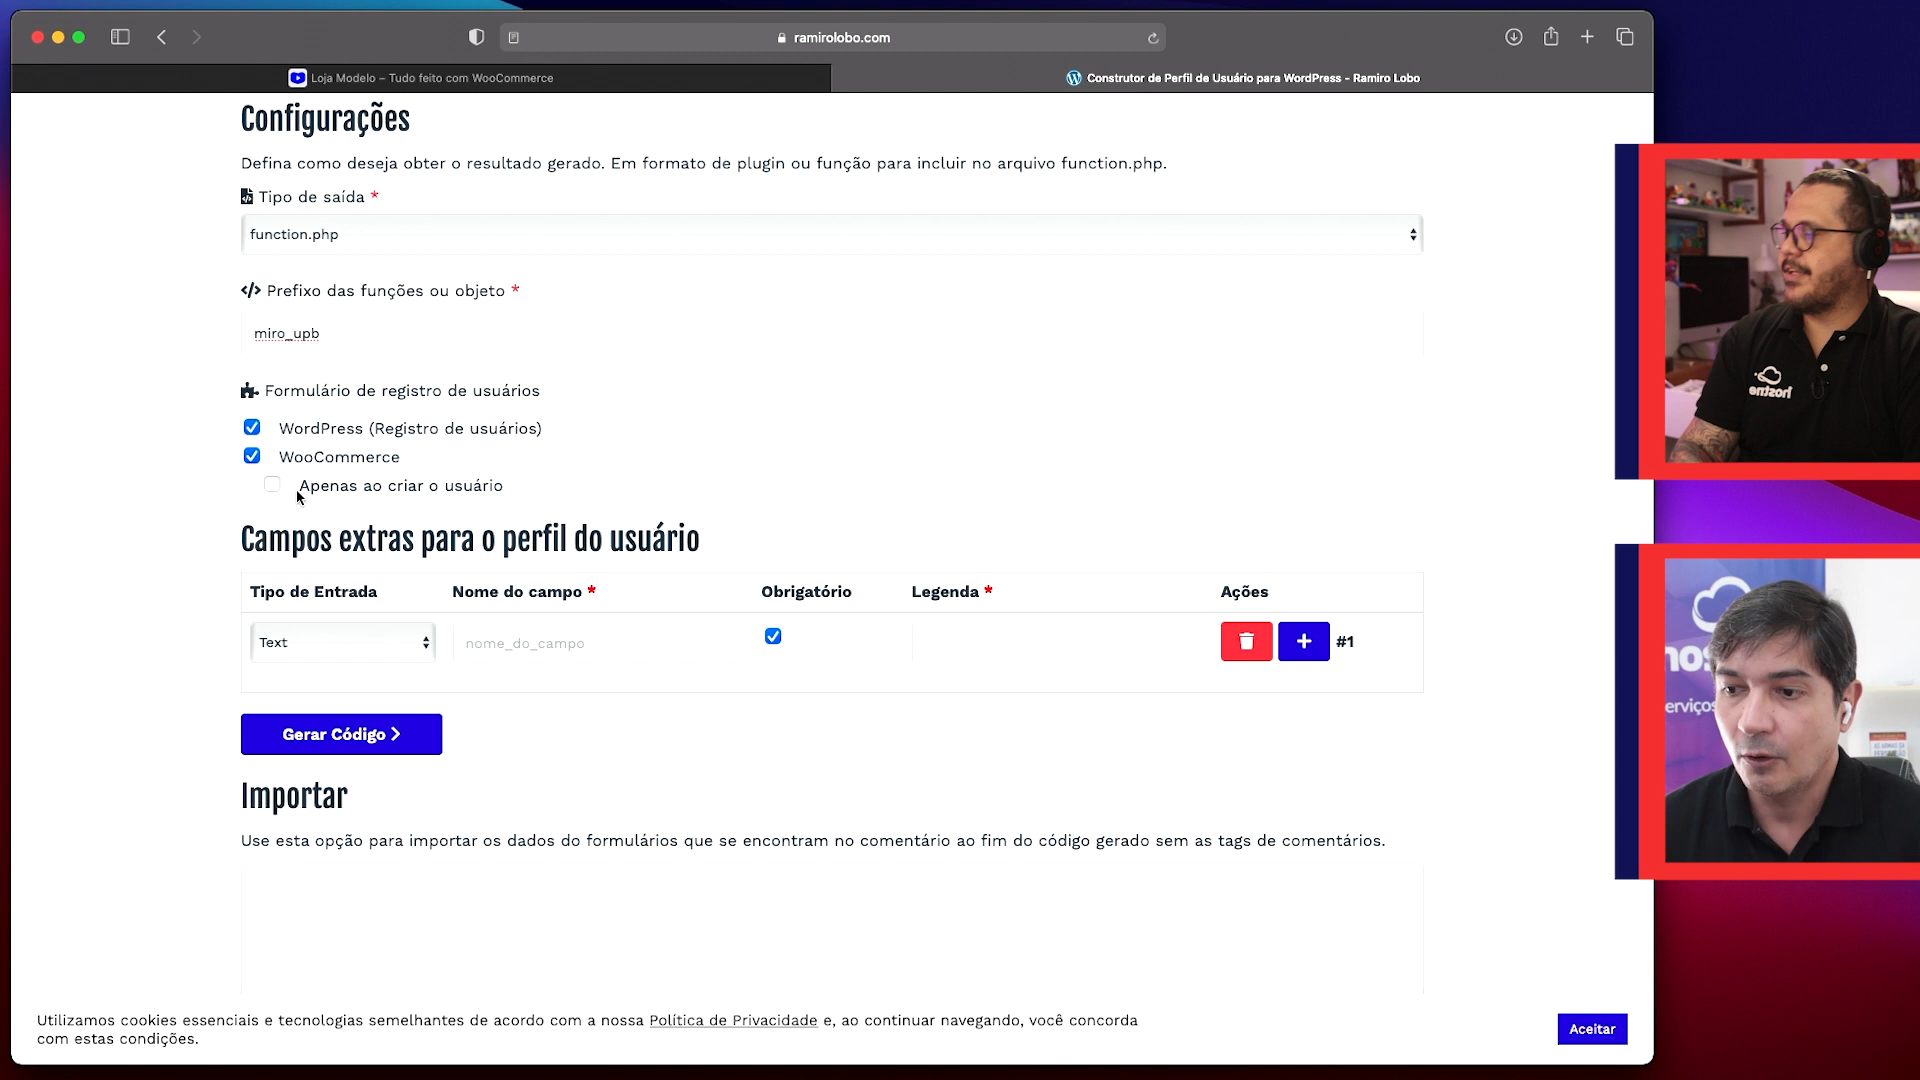 ramirolobo.com
Loja Modelo – Tudo feito com WooCommerce
Construtor de Perfil de Usuário para WordPress - Ramiro Lobo
Configurações
Defina como deseja obter o resultado gerado. Em formato de plugin ou função para incluir no arquivo function.php.
Tipo de saída *
function.php
</> Prefixo das funções ou objeto *
miro_upb
Formulário de registro de usuários
WordPress (Registro de usuários)
WooCommerce
Apenas ao criar o usuário
Campos extras para o perfil do usuário
Tipo de Entrada Nome do campo * Obrigatório Legenda * Ações
Text nome_do_campo #1
Gerar Código
Importar
Use esta opção para importar os dados do formulários que se encontram no comentário ao fim do código gerado sem as tags de comentários.
Utilizamos cookies essenciais e tecnologias semelhantes de acordo com a nossa Política de Privacidade e, ao continuar navegando, você concorda
com estas condições.
Aceitar
hostne